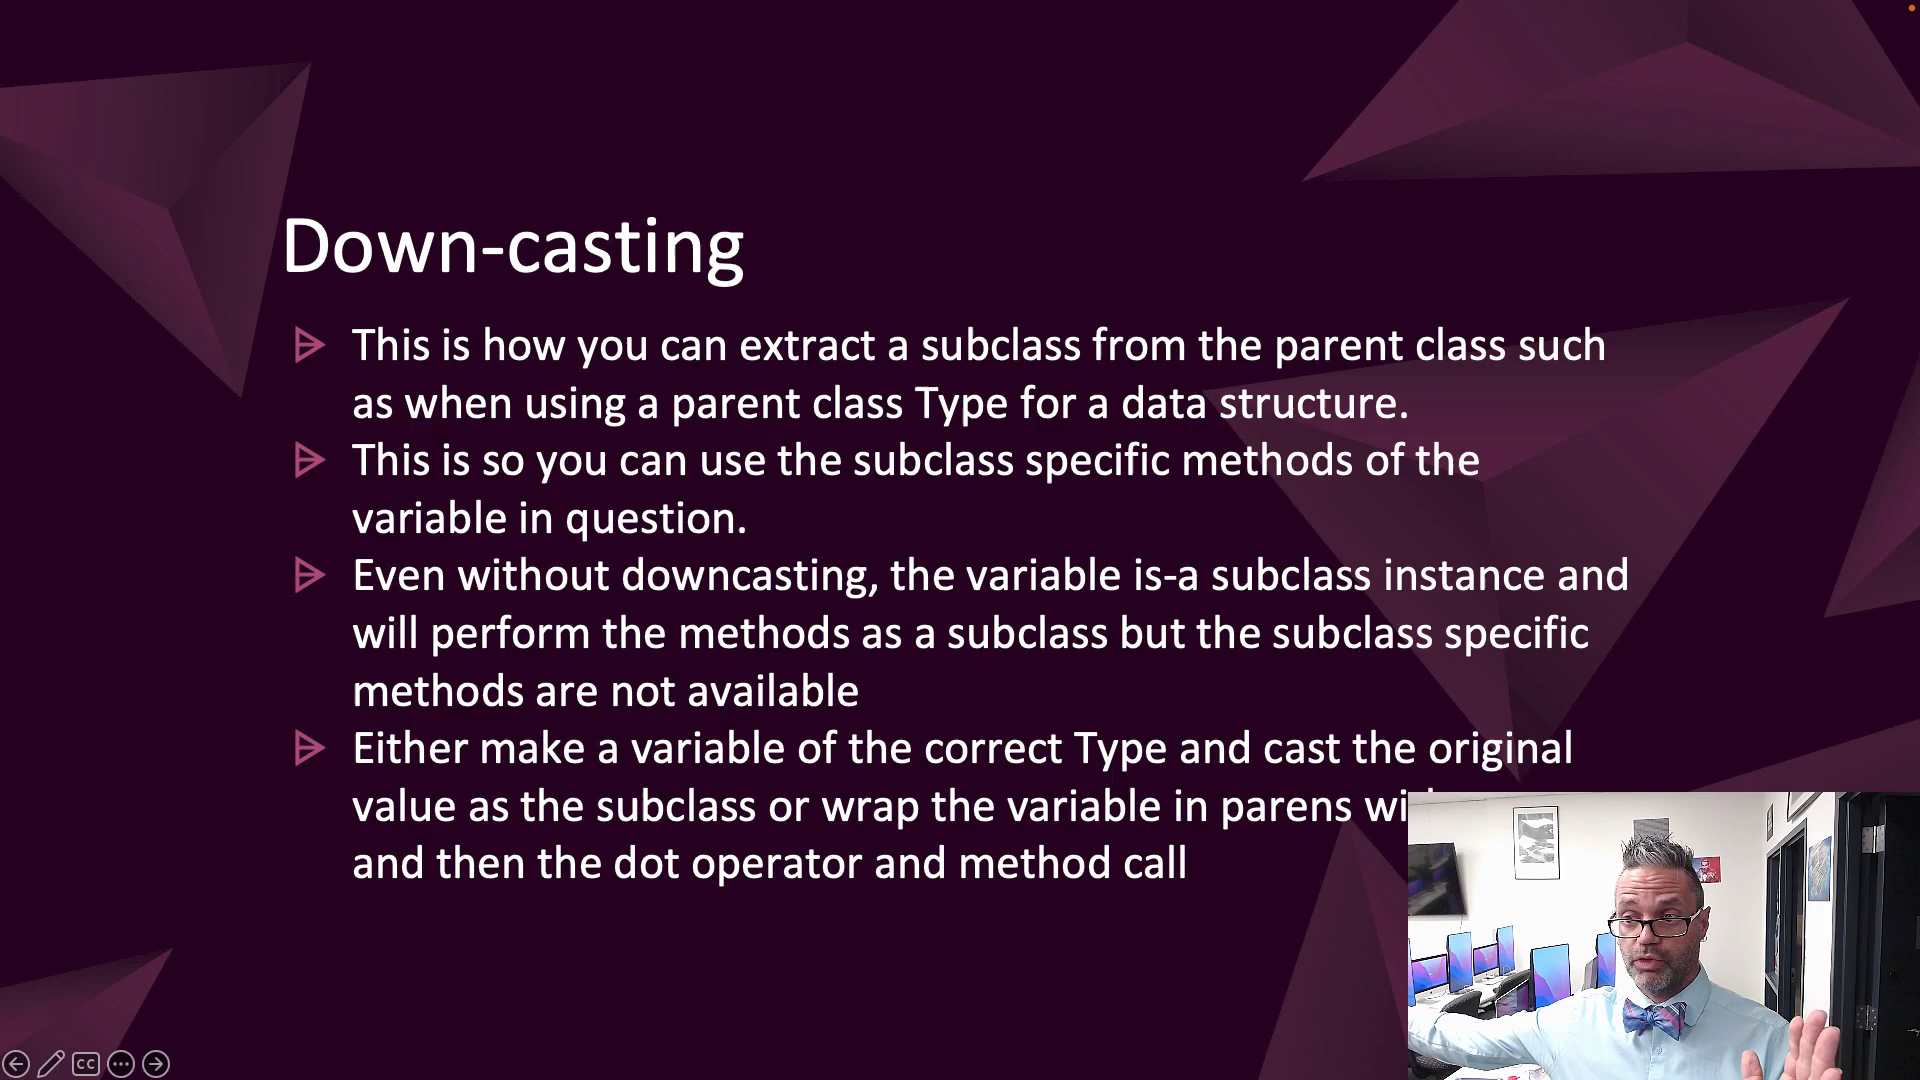 Down-casting
This is how you can extract a subclass from the parent class such
as when using a parent class Type for a data structure.
This is so you can use the subclass specific methods of the
variable in question.
Even without downcasting, the variable is-a subclass instance and
will perform the methods as a subclass but the subclass specific
methods are not available
Either make a variable of the correct Type and cast the original
value as the subclass or wrap the variable in parens
and then the dot operator and method call
CC